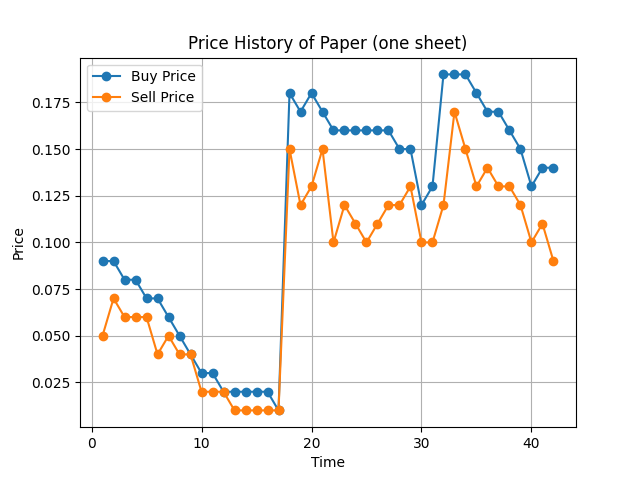 Price History of Paper (one sheet)
Buy Price
Sell Price
0.175
0.150
0.125
0.100
0.075
0.050
0.025
Price
0
10
20
30
40
Time